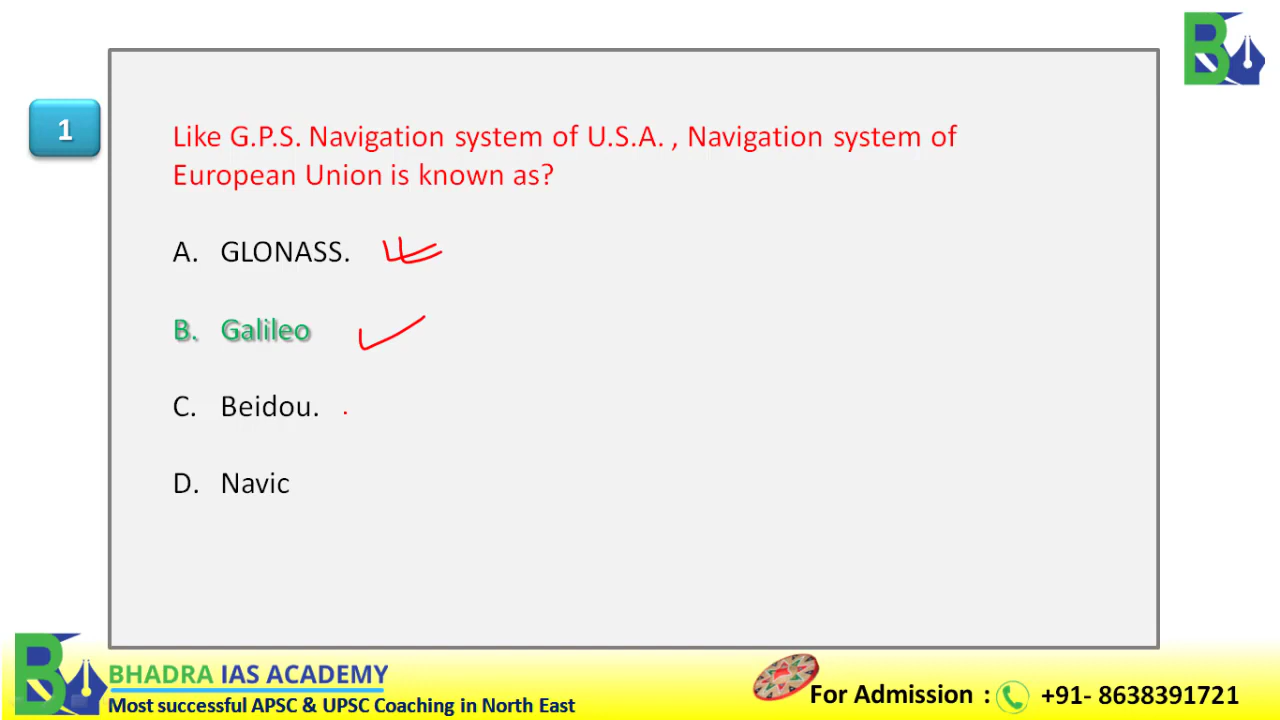 1
Like G.P.S. Navigation system of U.S.A. , Navigation system of
European Union is known as?
A. GLONASS.
B. Galileo
C. Beidou.
D. Navic
BHADRA IAS ACADEMY
Most successful APSC & UPSC Coaching in North East
For Admission : +91- 8638391721